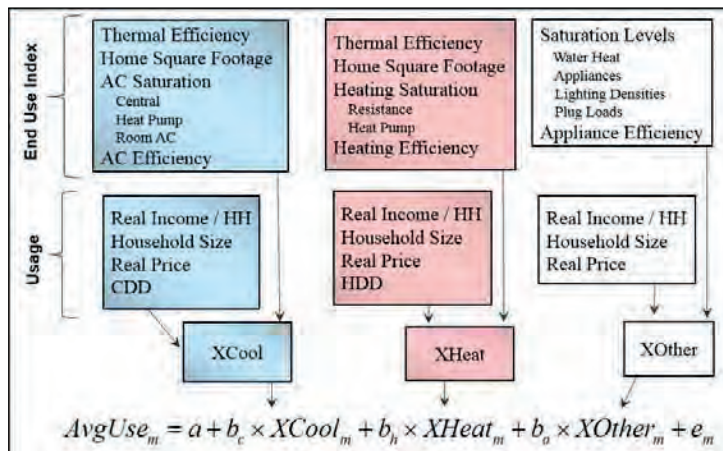 End Use Index
Thermal Efficiency
Home Square Footage
AC Saturation
Central
Heat Pump
Room AC
AC Efficiency
Thermal Efficiency
Home Square Footage
Heating Saturation
Resistance
Heat Pump
Heating Efficiency
Saturation Levels
Water Heat
Appliances
Lighting Densities
Plug Loads
Appliance Efficiency
Usage
Real Income / HH
Household Size
Real Price
CDD
Real Income / HH
Household Size
Real Price
HDD
Real Income / HH
Household Size
Real Price
XCool
XHeat
XOther
AvgUse_m = a + b_c × XCool_m + b_h × XHeat_m + b_o × XOther_m + e_m